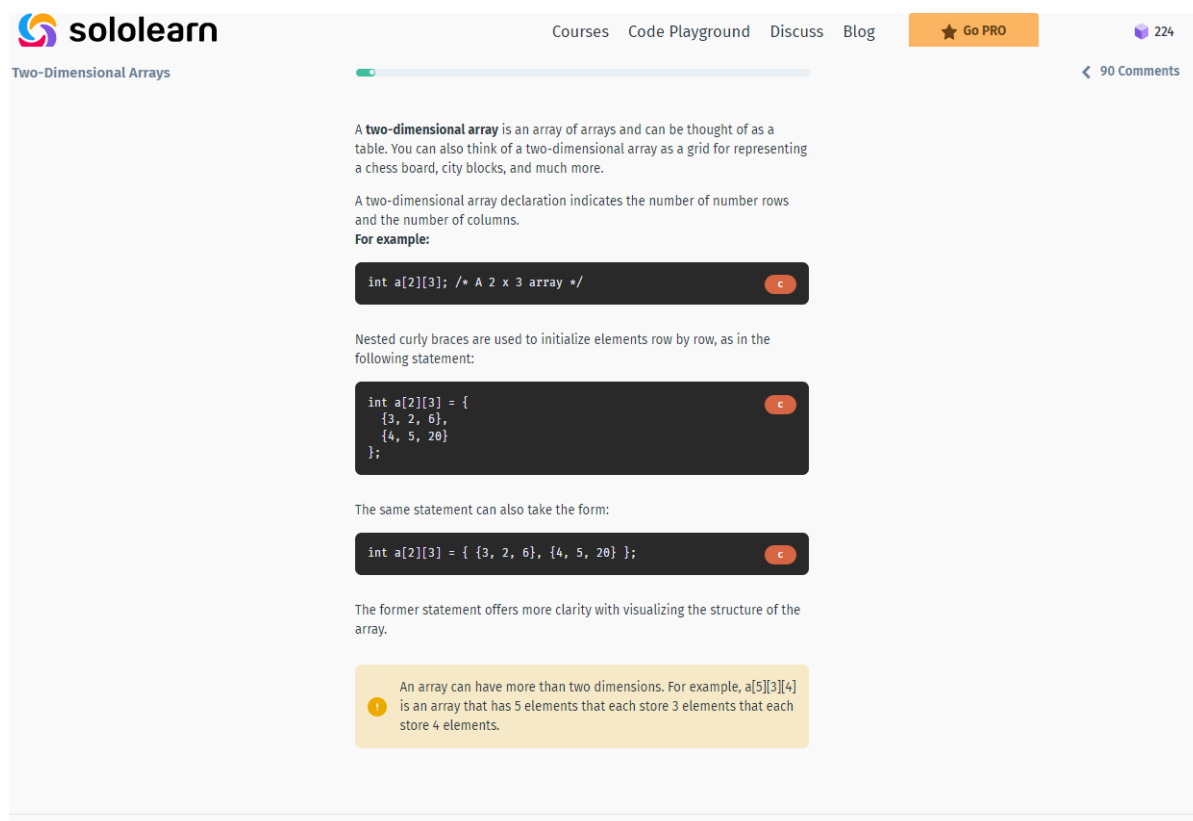 sololearn
Courses Code Playground Discuss Blog Go PRO 224
Two-Dimensional Arrays
90 Comments
A two-dimensional array is an array of arrays and can be thought of as a
table. You can also think of a two-dimensional array as a grid for representing
a chess board, city blocks, and much more.
A two-dimensional array declaration indicates the number of number rows
and the number of columns.
For example:
int a[2][3]; /* A 2 x 3 array */
c
Nested curly braces are used to initialize elements row by row, as in the
following statement:
int a[2][3] = {
c
{3, 2, 6},
{4, 5, 20}
};
The same statement can also take the form:
int a[2][3] = { {3, 2, 6}, {4, 5, 20} };
c
The former statement offers more clarity with visualizing the structure of the
array.
An array can have more than two dimensions. For example, a[5][3][4]
is an array that has 5 elements that each store 3 elements that each
store 4 elements.